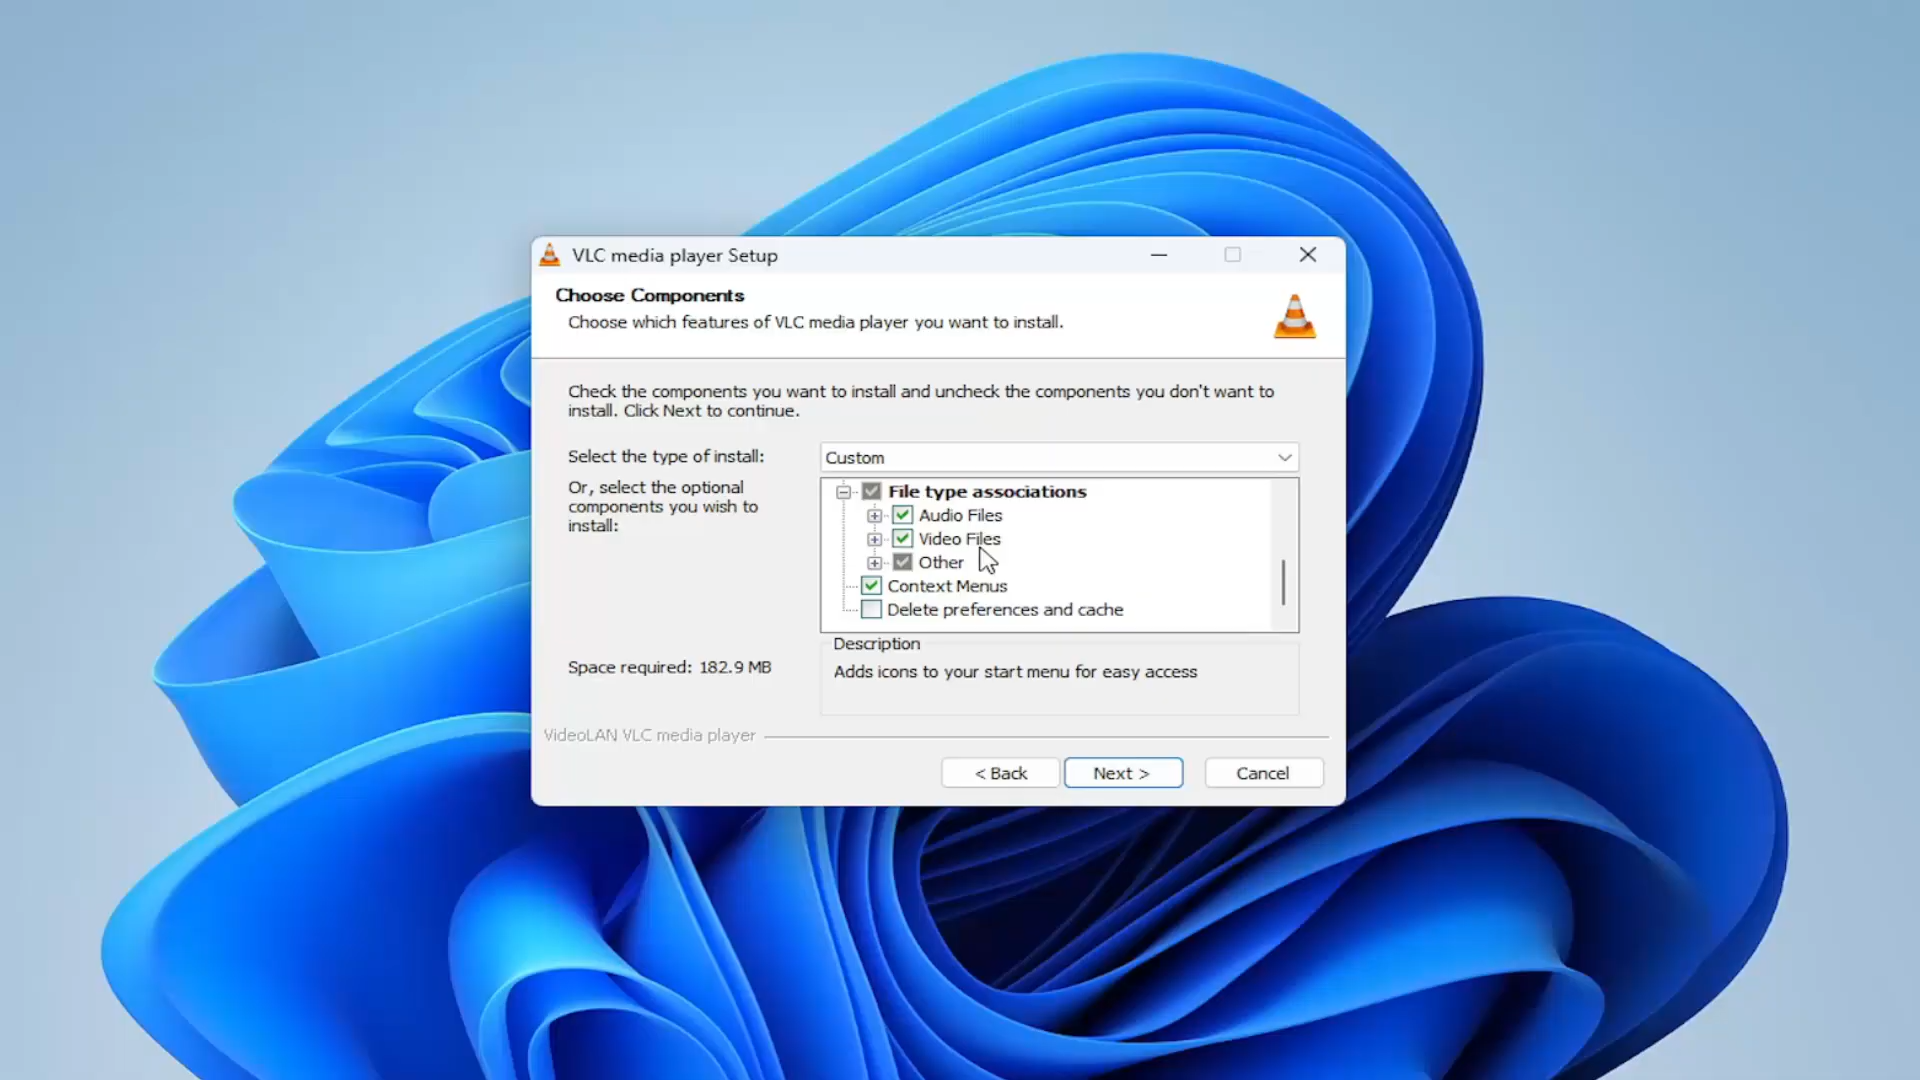 VLC media player Setup
Choose Components
Choose which features of VLC media player you want to install.
Check the components you want to install and uncheck the components you don't want to
install. Click Next to continue.
Select the type of install:
Custom
Or, select the optional
components you wish to
install:
File type associations
Audio Files
Video Files
Other
Context Menus
Delete preferences and cache
Space required: 182.9 MB
Description
Adds icons to your start menu for easy access
VideoLAN VLC media player
< Back
Next >
Cancel